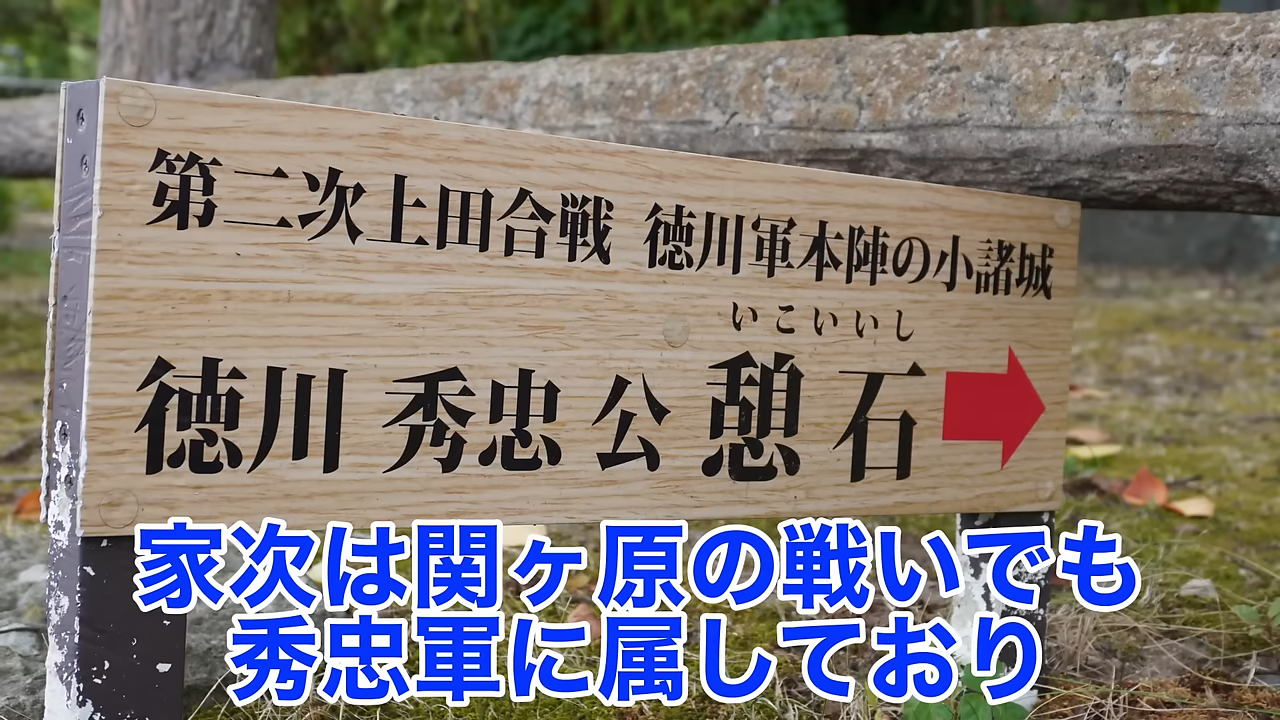 第二次上田合戦 徳川軍本陣の小諸城
いこいいし
徳川秀忠公憩石
家次は関ヶ原の戦いでも
秀忠軍に属しており